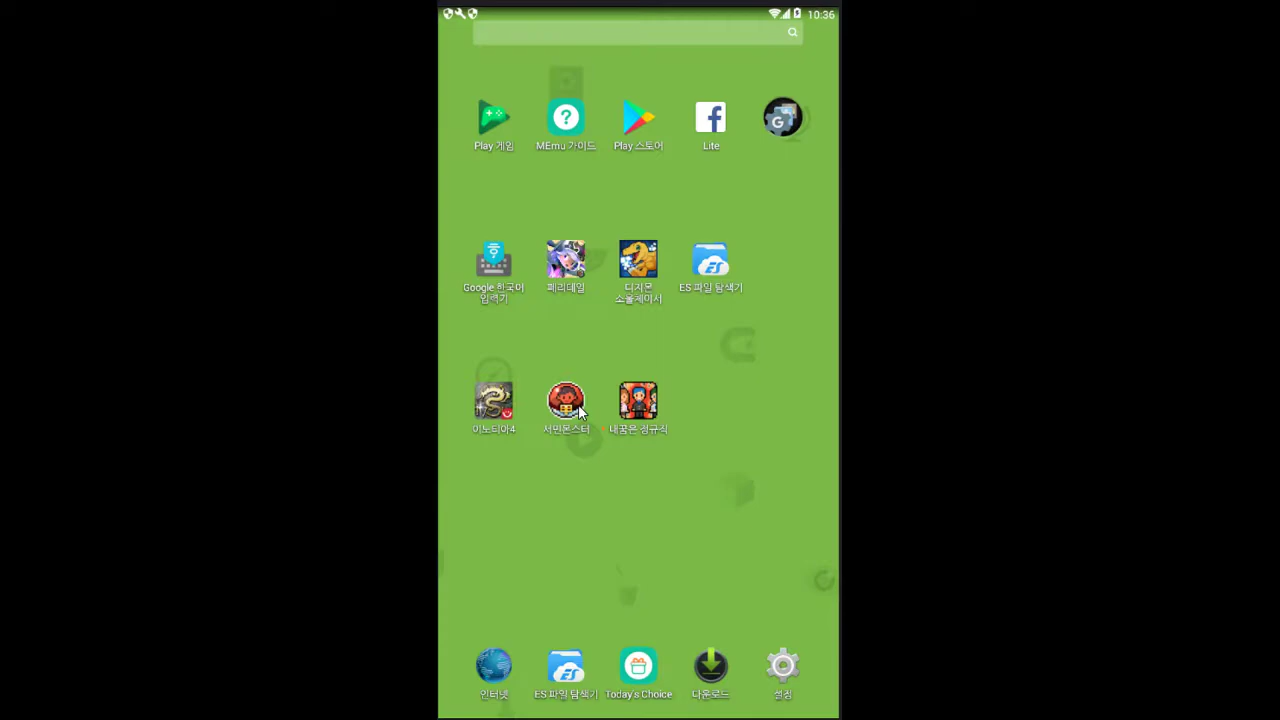 10:36
Play 게임
MEmu 가이드
Play 스토어
Lite
Google 한국어
입력기
페리데일
디지몬
소울체이서
ES 파일 탐색기
이노티아4
서민몬스터
내꿈은 정규직
인터넷
ES 파일 탐색기
Today's Choice
다운로드
설정